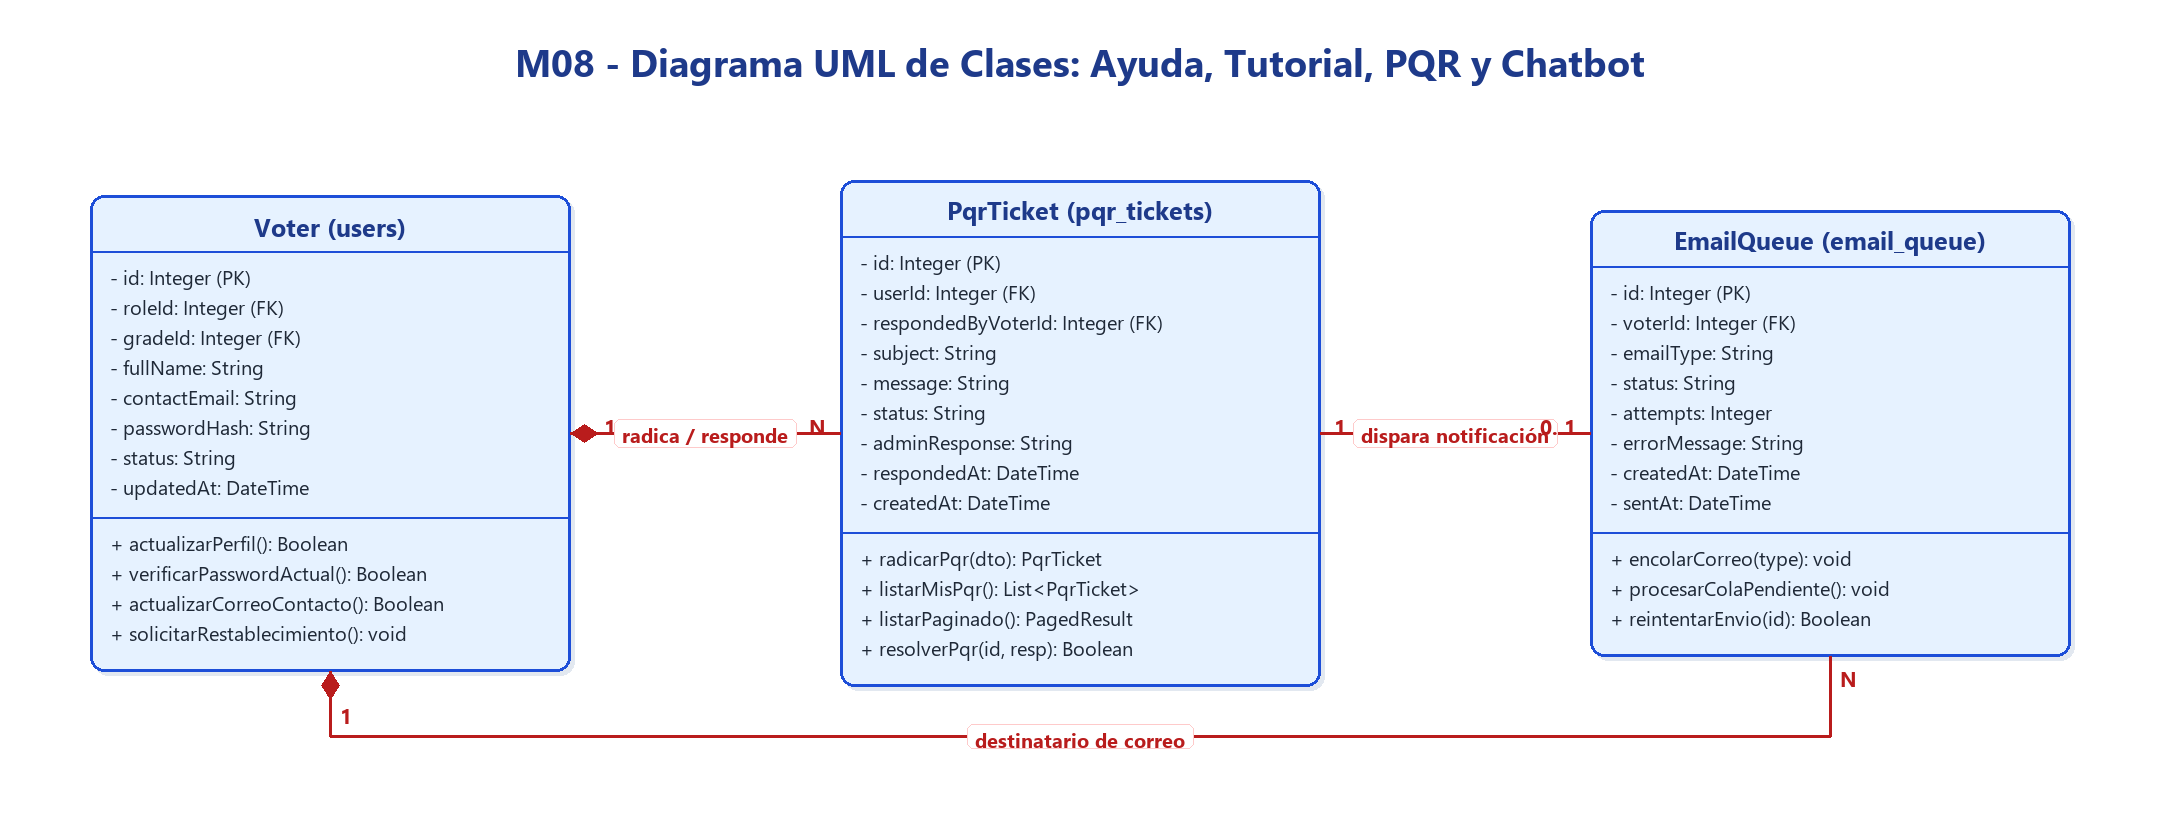 M08 - Diagrama UML de Clases: Ayuda, Tutorial, PQR y Chatbot
Voter (users)
- id: Integer (PK)
- roleId: Integer (FK)
- gradeId: Integer (FK)
- fullName: String
- contactEmail: String
- passwordHash: String
- status: String
- updatedAt: DateTime
+ actualizarPerfil(): Boolean
+ verificarPasswordActual(): Boolean
+ actualizarCorreoContacto(): Boolean
+ solicitarRestablecimiento(): void
1
radica / responde
N
PqrTicket (pqr_tickets)
- id: Integer (PK)
- userId: Integer (FK)
- respondedByVoterId: Integer (FK)
- subject: String
- message: String
- status: String
- adminResponse: String
- respondedAt: DateTime
- createdAt: DateTime
+ radicarPqr(dto): PqrTicket
+ listarMisPqr(): List<PqrTicket>
+ listarPaginado(): PagedResult
+ resolverPqr(id, resp): Boolean
1
dispara notificación
0..1
EmailQueue (email_queue)
- id: Integer (PK)
- voterId: Integer (FK)
- emailType: String
- status: String
- attempts: Integer
- errorMessage: String
- createdAt: DateTime
- sentAt: DateTime
+ encolarCorreo(type): void
+ procesarColaPendiente(): void
+ reintentarEnvio(id): Boolean
1
destinatario de correo
N